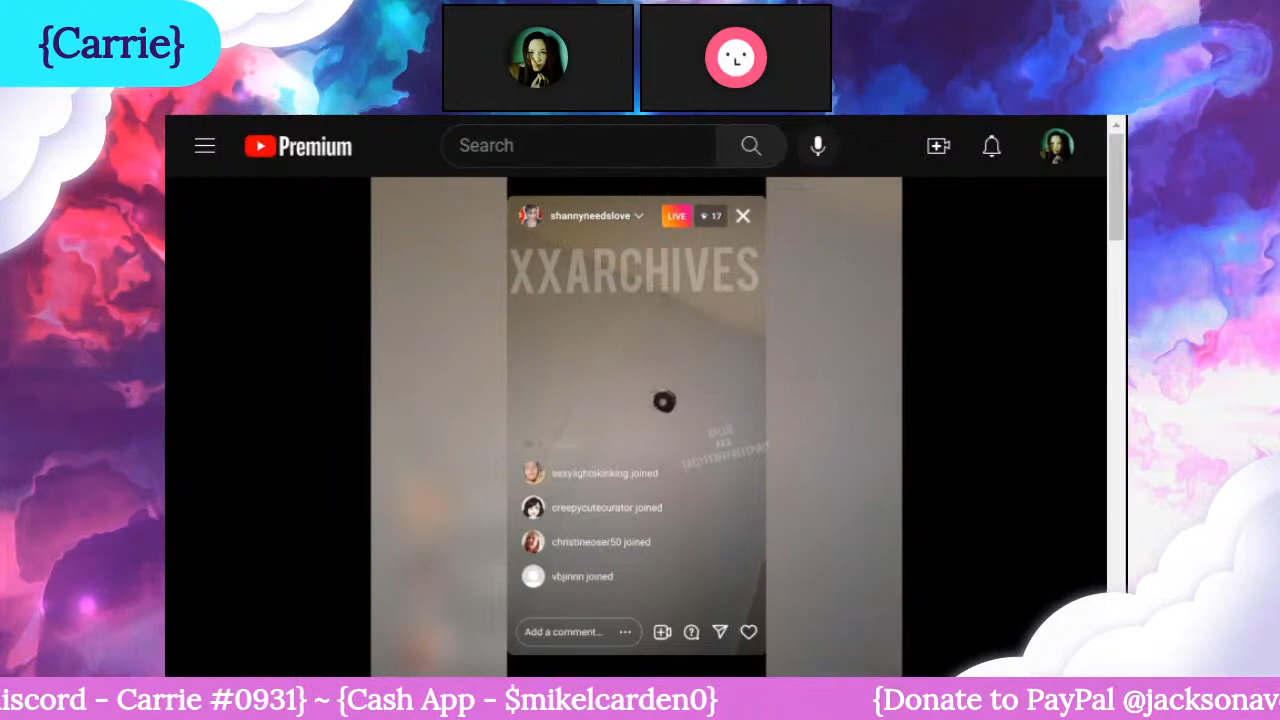 {Carrie}
Premium
Search
shannyneedslove
LIVE
17
XXARCHIVES
AKA
sexylightskinking joined
creepycutecurator joined
christineoser50 joined
vbjinnn joined
Add a comment...
iscord - Carrie #0931} ~ {Cash App - $mikelcarden0}
{Donate to PayPal @jacksonav